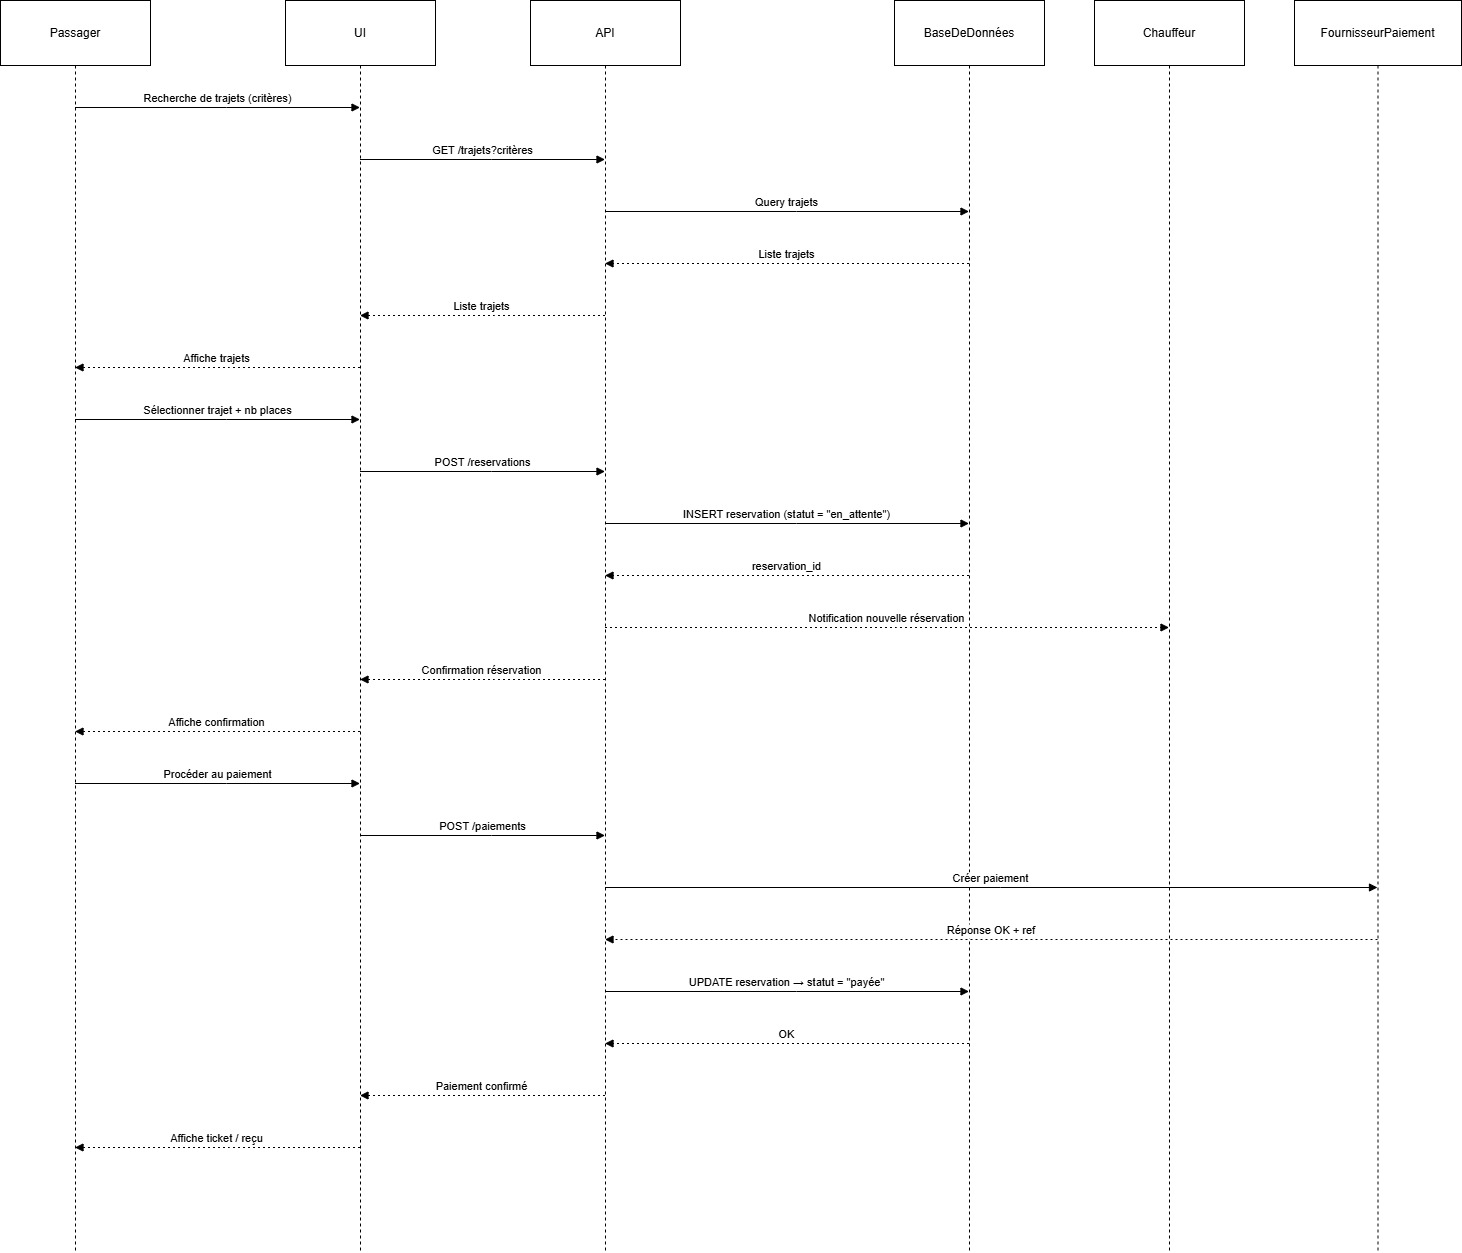 Passager
UI
API
BaseDeDonnées
Chauffeur
FournisseurPaiement
Recherche de trajets (critères)
GET /trajets?critères
Query trajets
Liste trajets
Liste trajets
Affiche trajets
Sélectionner trajet + nb places
POST /reservations
INSERT reservation (statut = "en_attente")
reservation_id
Notification nouvelle réservation
Confirmation réservation
Affiche confirmation
Procéder au paiement
POST /paiements
Créer paiement
Réponse OK + ref
UPDATE reservation → statut = "payée"
OK
Paiement confirmé
Affiche ticket / reçu